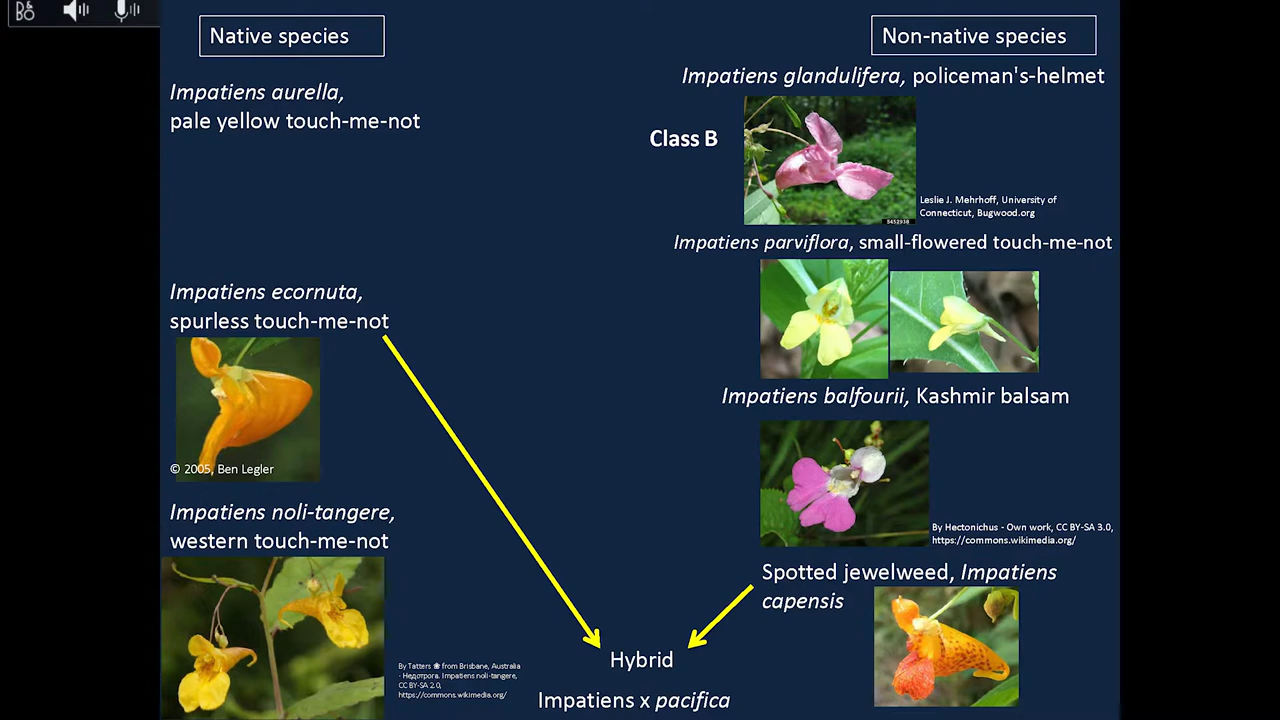 Native species
Non-native species
Impatiens aurella,
pale yellow touch-me-not
Impatiens glandulifera, policeman's-helmet
Class B
Leslie J. Mehrhoff, University of
Connecticut, Bugwood.org
5452938
Impatiens parviflora, small-flowered touch-me-not
Impatiens ecornuta,
spurless touch-me-not
© 2005, Ben Legler
Impatiens balfourii, Kashmir balsam
By Hectonichus - Own work, CC BY-SA 3.0,
https://commons.wikimedia.org/
Impatiens noli-tangere,
western touch-me-not
Spotted jewelweed, Impatiens
capensis
By Tatters ❀ from Brisbane, Australia
- Недотрога. Impatiens noli-tangere,
CC BY-SA 2.0,
https://commons.wikimedia.org/
Hybrid
Impatiens x pacifica